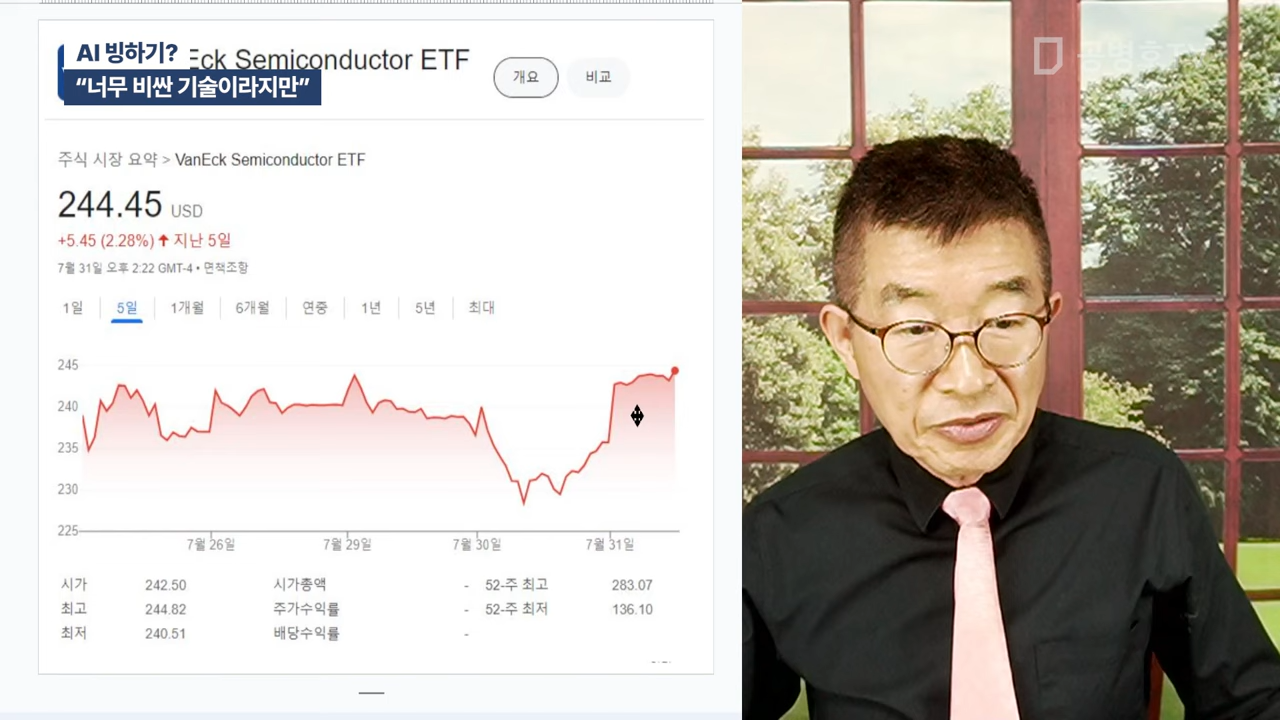 AI 빙하기?
“너무 비싼 기술이라지만”
Eck Semiconductor ETF
개요
비교
공병호TV
주식 시장 요약 > VanEck Semiconductor ETF
244.45 USD
+5.45 (2.28%) ↑ 지난 5일
7월 31일 오후 2:22 GMT-4 • 면책조항
1일 5일 1개월 6개월 연중 1년 5년 최대
245
240
235
230
225
7월 26일 7월 29일 7월 30일 7월 31일
시가 242.50 시가총액 - 52-주 최고 283.07
최고 244.82 주가수익률 - 52-주 최저 136.10
최저 240.51 배당수익률 -